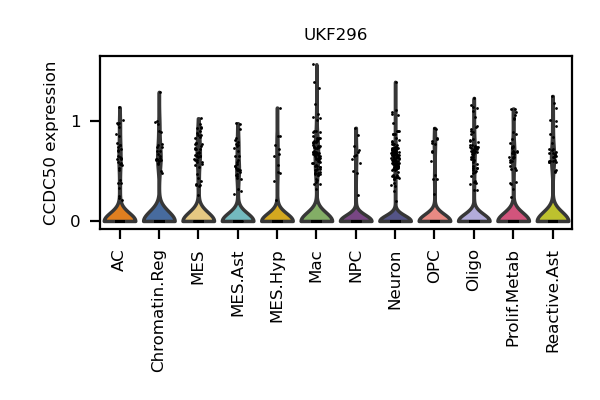 UKF296
CCDC50 expression
1
0
AC
Chromatin.Reg
MES
MES.Ast
MES.Hyp
Mac
NPC
Neuron
OPC
Oligo
Prolif.Metab
Reactive.Ast